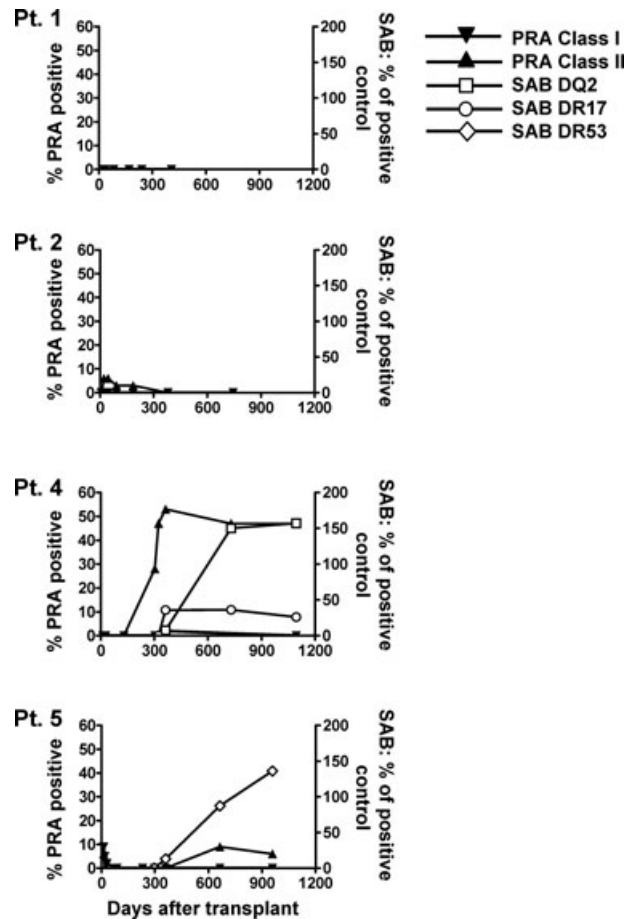 Pt. 1
% PRA positive
60
50
40
30
20
10
0
0 300 600 900 1200
200
150
100
50
0
SAB: % of positive
control
PRA Class I
PRA Class II
SAB DQ2
SAB DR17
SAB DR53
Pt. 2
% PRA positive
60
50
40
30
20
10
0
0 300 600 900 1200
200
150
100
50
0
SAB: % of positive
control
Pt. 4
% PRA positive
60
50
40
30
20
10
0
0 300 600 900 1200
200
150
100
50
0
SAB: % of positive
control
Pt. 5
% PRA positive
60
50
40
30
20
10
0
0 300 600 900 1200
200
150
100
50
0
SAB: % of positive
control
Days after transplant